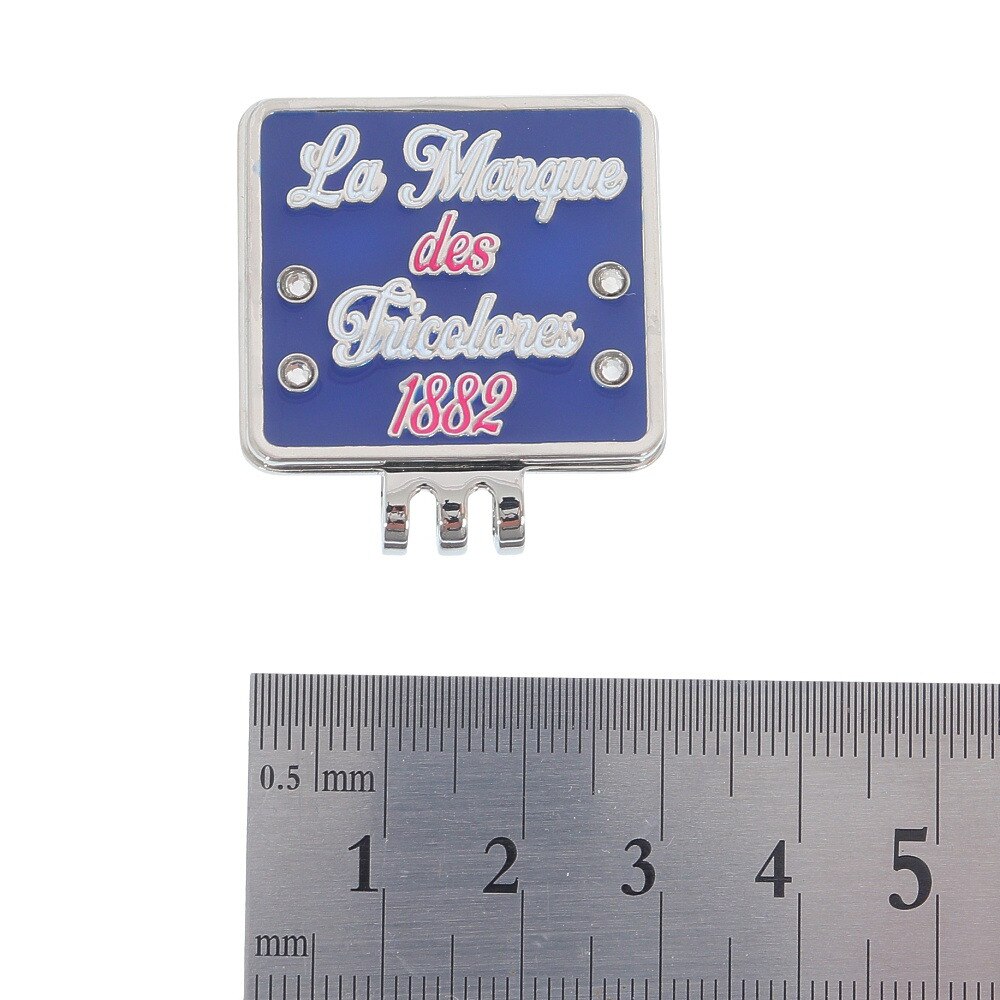 La Marque
des
Tricolores
1882
0.5 mm
1 2 3 4 5
mm